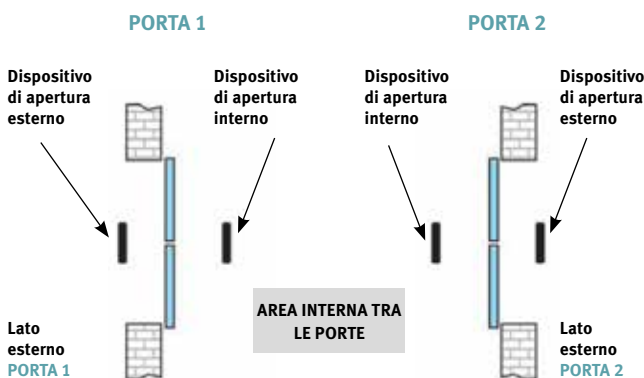 PORTA 1
PORTA 2
Dispositivo
di apertura
esterno
Dispositivo
di apertura
interno
Dispositivo
di apertura
interno
Dispositivo
di apertura
esterno
AREA INTERNA TRA
LE PORTE
Lato
esterno
PORTA 1
Lato
esterno
PORTA 2